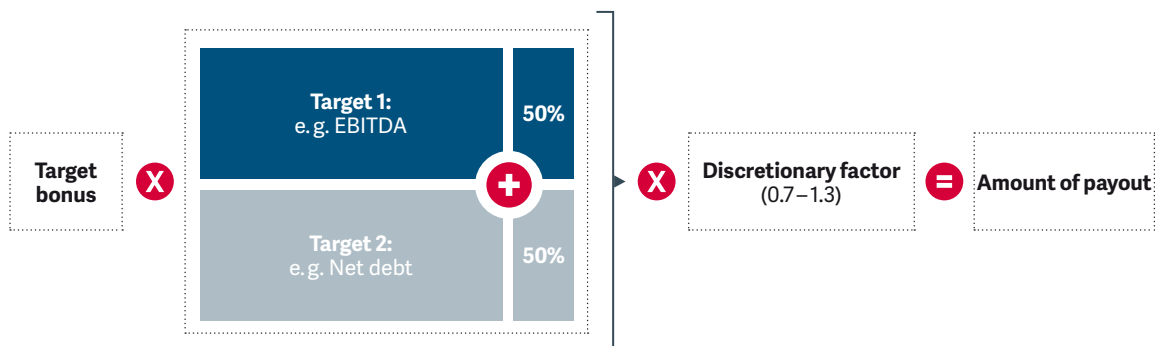 Target
bonus
X
Target 1:
e. g. EBITDA
50%
+
Target 2:
e. g. Net debt
50%
X
Discretionary factor
(0.7–1.3)
=
Amount of payout